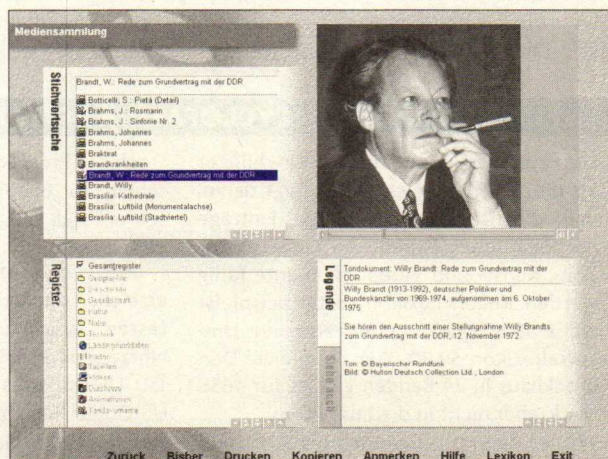 Mediensammlung
Stichwortsuche
Brandt, W.: Rede zum Grundvertrag mit der DDR
Botticelli, S.: Pietà (Detail)
Brahms, J.: Rosmarin
Brahms, J.: Sinfonie Nr. 2
Brahms, Johannes
Brahms, Johannes
Brakteat
Brandkrankheiten
Brandt, W.: Rede zum Grundvertrag mit der DDR
Brandt, Willy
Brasilia: Kathedrale
Brasilia: Luftbild (Monumentalachse)
Brasilia: Luftbild (Stadtviertel)
Register
Gesamtregister
Geographie
Geschichte
Gesellschaft
Kultur
Natur
Technik
Tabellen
Videos
Animationen
Tondokumente
Legende
Siehe auch
Tondokument: Willy Brandt: Rede zum Grundvertrag mit der
DDR
Willy Brandt (1913-1992), deutscher Politiker und
Bundeskanzler von 1969-1974, aufgenommen am 6. Oktober
1975.
Sie hören den Ausschnitt einer Stellungnahme Willy Brandts
zum Grundvertrag mit der DDR, 12. November 1972.
Ton: © Bayerischer Rundfunk
Bild: © Hulton Deutsch Collection Ltd., London
Zurück Bisher Drucken Kopieren Anmerken Hilfe Lexikon Exit